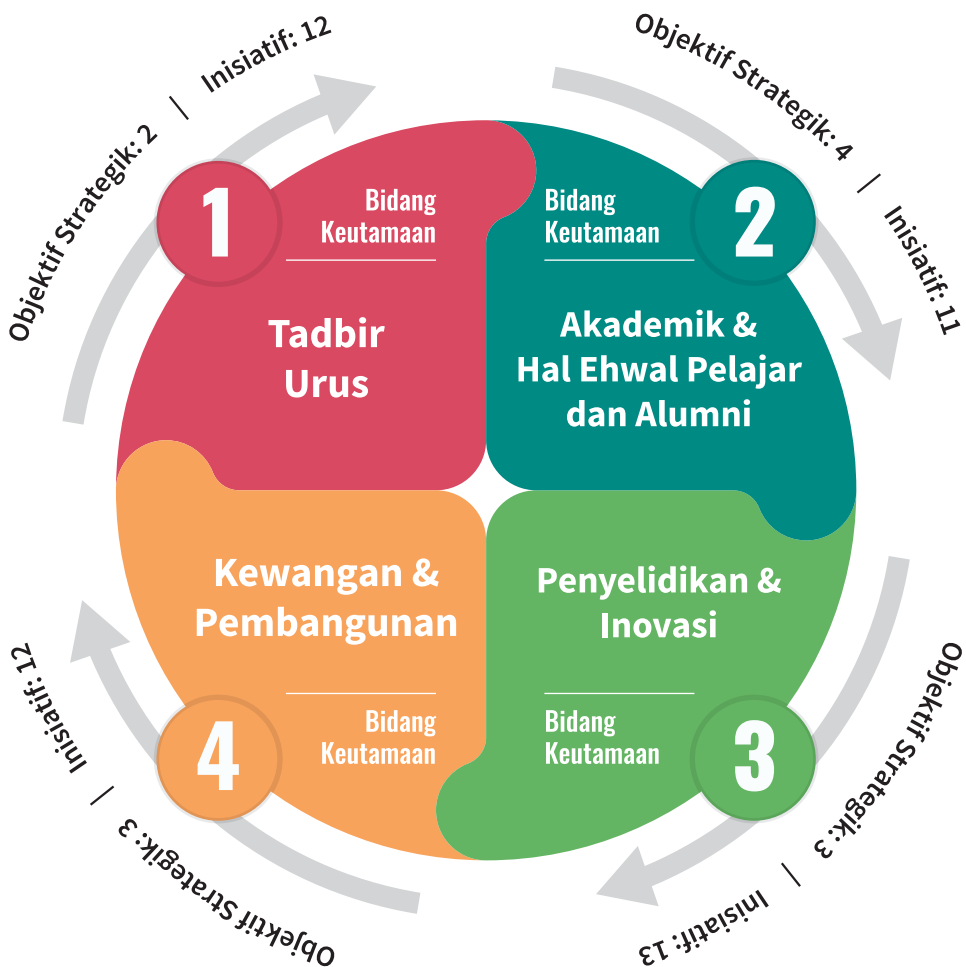 Objektif Strategik: 2 | Inisiatif: 12
1
Bidang
Keutamaan
Tadbir
Urus
Objektif Strategik: 4 | Inisiatif: 11
2
Bidang
Keutamaan
Akademik &
Hal Ehwal Pelajar
dan Alumni
Objektif Strategik: 3 | Inisiatif: 13
3
Bidang
Keutamaan
Penyelidikan &
Inovasi
Objektif Strategik: 3 | Inisiatif: 12
4
Bidang
Keutamaan
Kewangan &
Pembangunan